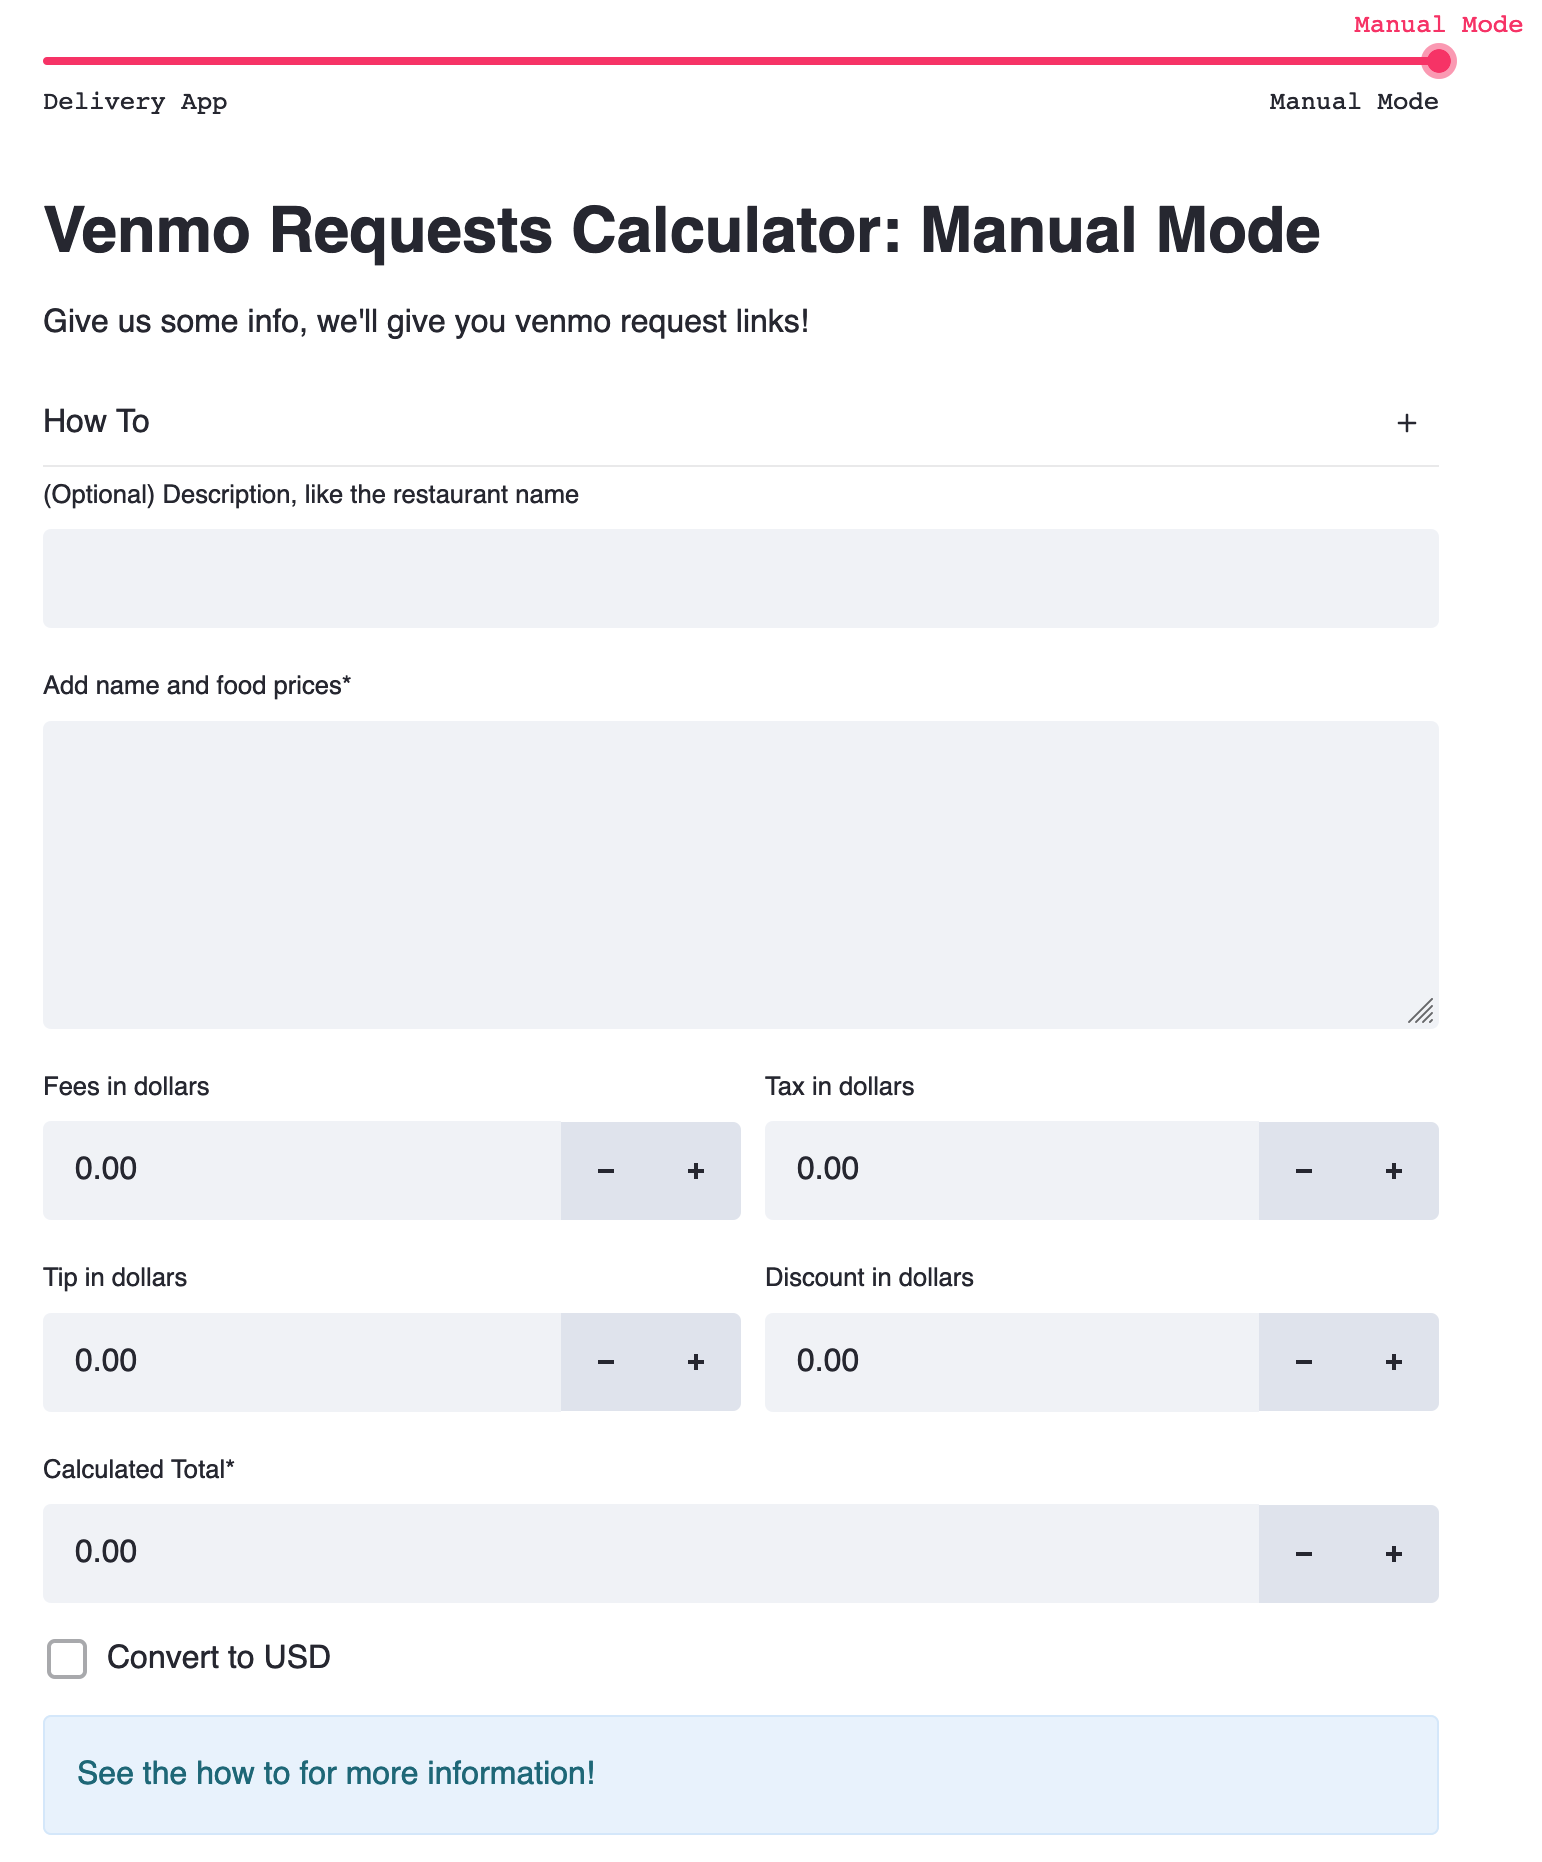 Manual Mode
Delivery App
Manual Mode
Venmo Requests Calculator: Manual Mode
Give us some info, we'll give you venmo request links!
How To
(Optional) Description, like the restaurant name
Add name and food prices*
Fees in dollars
Tax in dollars
0.00
0.00
Tip in dollars
Discount in dollars
0.00
0.00
Calculated Total*
0.00
Convert to USD
See the how to for more information!